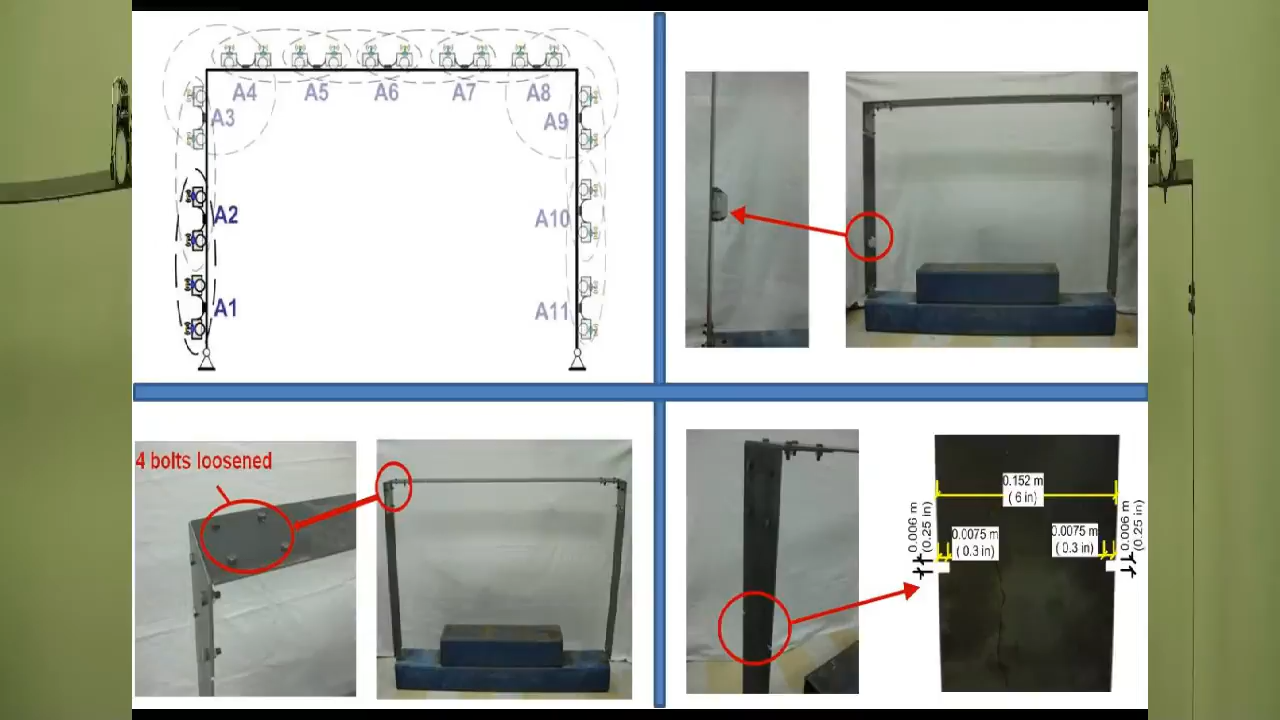 A4 A5 A6 A7 A8
A3 A9
A2 A10
A1 A11
4 bolts loosened
0.152 m
( 6 in)
0.006 m
(0.25 in)
0.0075 m
( 0.3 in)
0.0075 m
( 0.3 in)
0.006 m
(0.25 in)